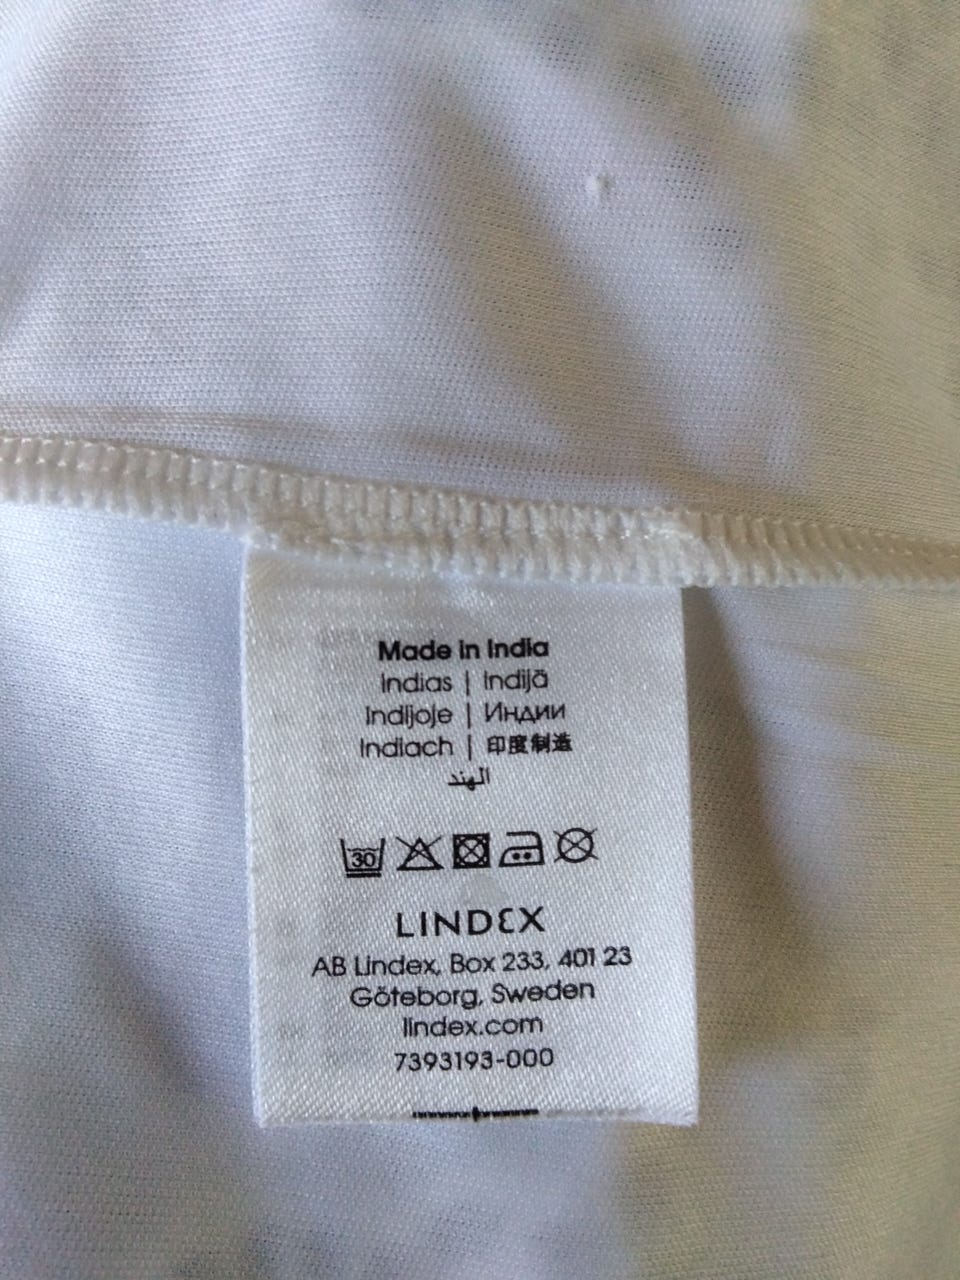 Made in India
Indias | Indijā
Indijoje | Индии
Indiach | 印度制造
الهند
30
LINDEX
AB Lindex, Box 233, 401 23
Göteborg, Sweden
lindex.com
7393193-000